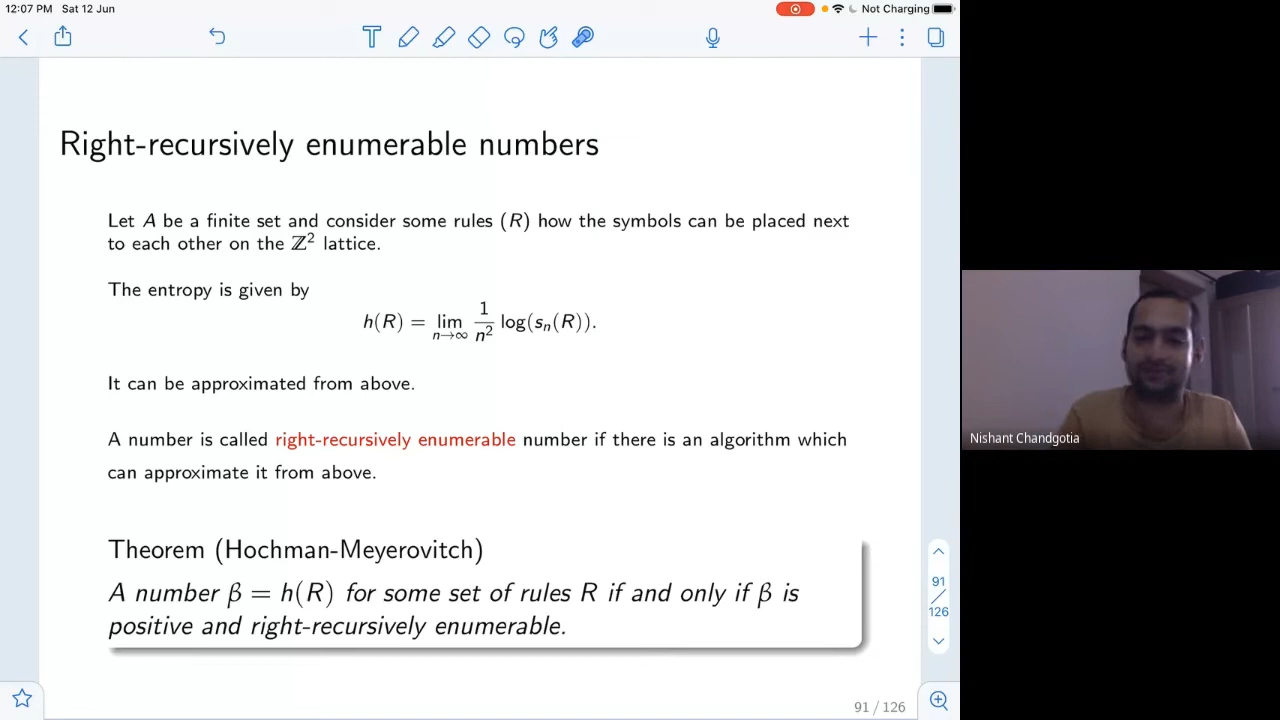 12:07 PM Sat 12 Jun
Not Charging
T
Right-recursively enumerable numbers
Let A be a finite set and consider some rules (R) how the symbols can be placed next
to each other on the ℤ² lattice.
The entropy is given by
h(R) = lim n→∞ 1/n² log(sₙ(R)).
It can be approximated from above.
A number is called right-recursively enumerable number if there is an algorithm which
can approximate it from above.
Theorem (Hochman-Meyerovitch)
A number β = h(R) for some set of rules R if and only if β is
positive and right-recursively enumerable.
91 / 126
91 / 126
Nishant Chandgotia